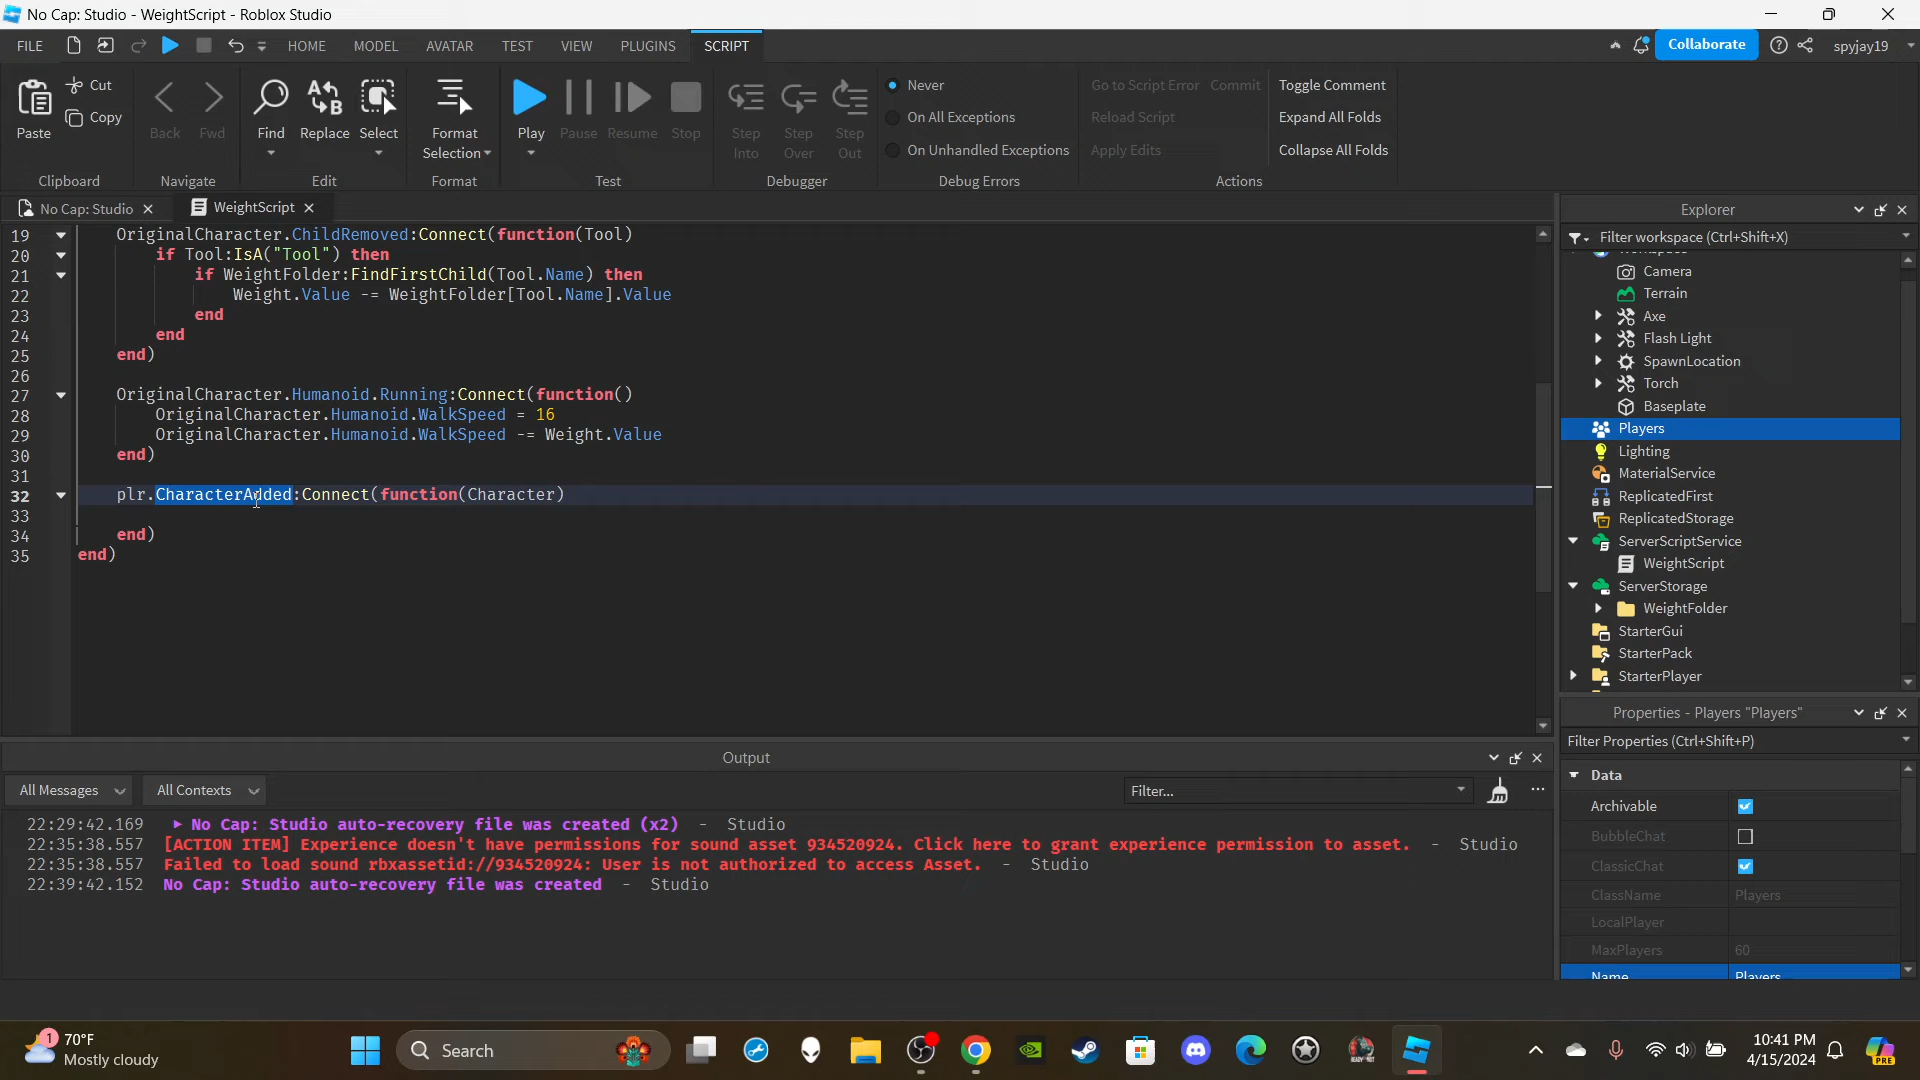 No Cap: Studio - WeightScript - Roblox Studio
FILE HOME MODEL AVATAR TEST VIEW PLUGINS SCRIPT Collaborate spyjay19
Paste Cut Copy
Back Fwd
Find Replace Select
Format Selection
Play Pause Resume Stop
Step Into Step Over Step Out
Never
On All Exceptions
On Unhandled Exceptions
Go to Script Error Commit
Reload Script
Apply Edits
Toggle Comment
Expand All Folds
Collapse All Folds
Clipboard Navigate Edit Format Test Debugger Debug Errors Actions
No Cap: Studio WeightScript
19 OriginalCharacter.ChildRemoved:Connect(function(Tool)
20 if Tool:IsA("Tool") then
21 if WeightFolder:FindFirstChild(Tool.Name) then
22 Weight.Value -= WeightFolder[Tool.Name].Value
23 end
24 end
25 end)
26
27 OriginalCharacter.Humanoid.Running:Connect(function()
28 OriginalCharacter.Humanoid.WalkSpeed = 16
29 OriginalCharacter.Humanoid.WalkSpeed -= Weight.Value
30 end)
31
32 plr.CharacterAdded:Connect(function(Character)
33
34 end)
35 end)
Explorer
Filter workspace (Ctrl+Shift+X)
Camera
Terrain
Axe
Flash Light
SpawnLocation
Torch
Baseplate
Players
Lighting
MaterialService
ReplicatedFirst
ReplicatedStorage
ServerScriptService
WeightScript
ServerStorage
WeightFolder
StarterGui
StarterPack
StarterPlayer
Properties - Players "Players"
Filter Properties (Ctrl+Shift+P)
Data
Archivable
BubbleChat
ClassicChat
ClassName Players
LocalPlayer
MaxPlayers 60
Name Players
Output
All Messages All Contexts Filter...
22:29:42.169 No Cap: Studio auto-recovery file was created (x2) - Studio
22:35:38.557 [ACTION ITEM] Experience doesn't have permissions for sound asset 934520924. Click here to grant experience permission to asset. - Studio
22:35:38.557 Failed to load sound rbxassetid://934520924: User is not authorized to access Asset. - Studio
22:39:42.152 No Cap: Studio auto-recovery file was created - Studio
1
70°F
Mostly cloudy
Search
10:41 PM
4/15/2024
PRE